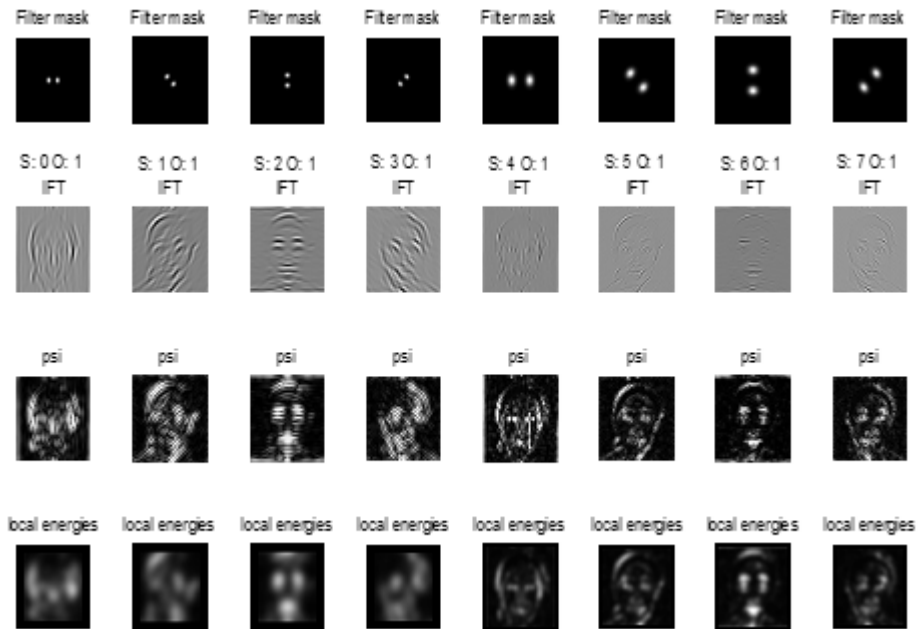 Filter mask Filter mask Filter mask Filter mask Filter mask Filter mask Filter mask Filter mask
S: 0 O: 1 S: 1 O: 1 S: 2 O: 1 S: 3 O: 1 S: 4 O: 1 S: 5 O: 1 S: 6 O: 1 S: 7 O: 1
IFT IFT IFT IFT IFT IFT IFT IFT
psi psi psi psi psi psi psi psi
local energies local energies local energies local energies local energies local energies local energies local energies